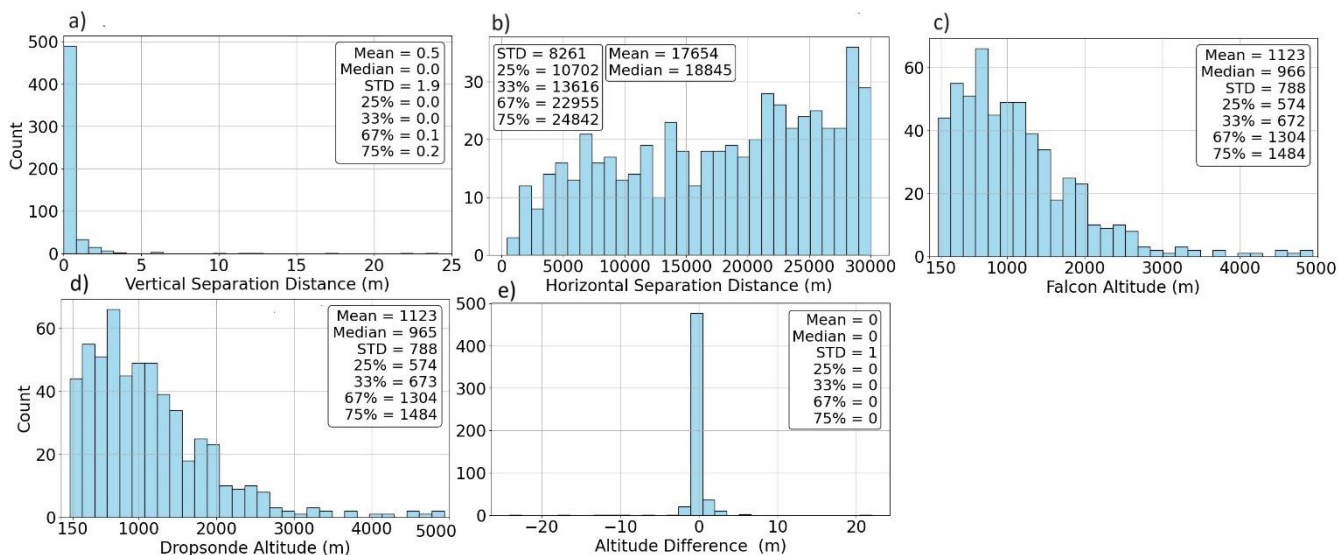 a)
500
400
300
200
100
0
Count
Mean = 0.5
Median = 0.0
STD = 1.9
25% = 0.0
33% = 0.0
67% = 0.1
75% = 0.2
0 5 10 15 20 25
Vertical Separation Distance (m)
b)
30
20
10
0
STD = 8261
25% = 10702
33% = 13616
67% = 22955
75% = 24842
Mean = 17654
Median = 18845
0 5000 10000 15000 20000 25000 30000
Horizontal Separation Distance (m)
c)
60
40
20
0
Mean = 1123
Median = 966
STD = 788
25% = 574
33% = 672
67% = 1304
75% = 1484
150 1000 2000 3000 4000 5000
Falcon Altitude (m)
d)
60
40
20
0
Count
Mean = 1123
Median = 965
STD = 788
25% = 574
33% = 673
67% = 1304
75% = 1484
150 1000 2000 3000 4000 5000
Dropsonde Altitude (m)
e)
500
400
300
200
100
0
Mean = 0
Median = 0
STD = 1
25% = 0
33% = 0
67% = 0
75% = 0
−20 −10 0 10 20
Altitude Difference (m)